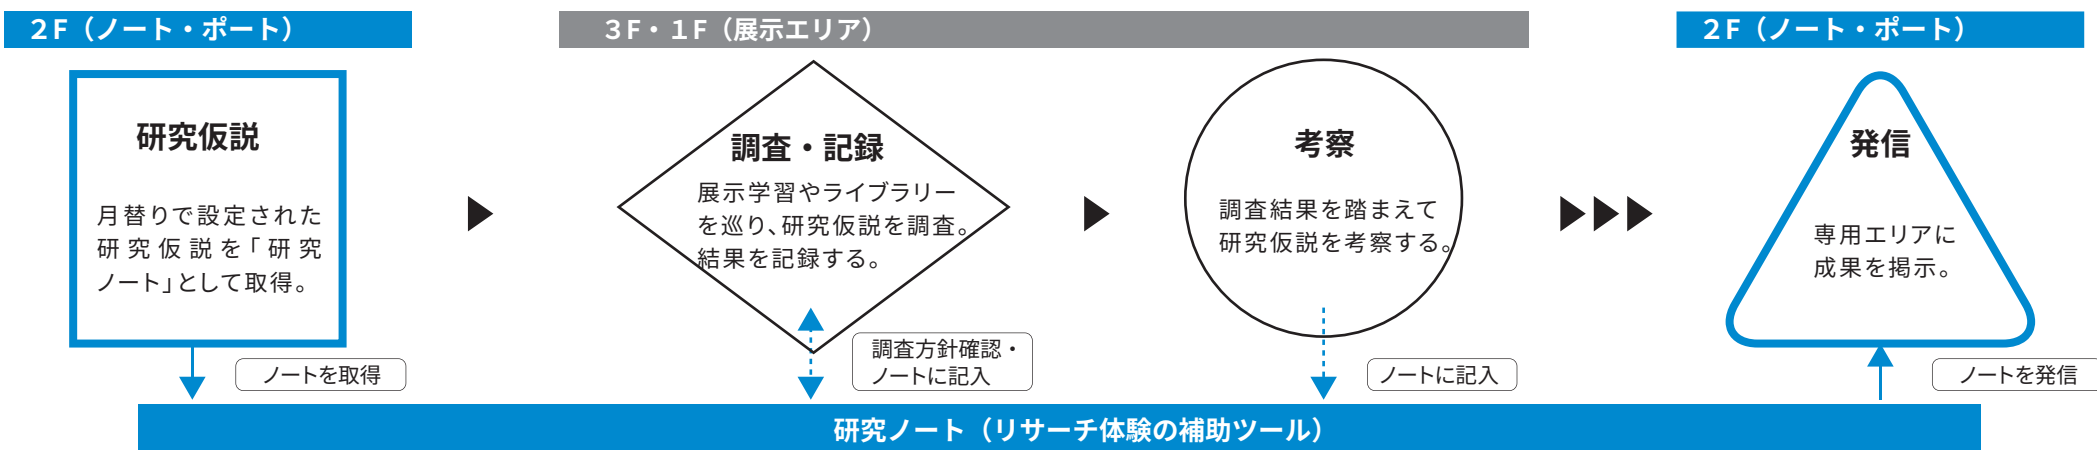 ２F（ノート・ポート）
３F・１F（展示エリア）
２F（ノート・ポート）
研究仮説
月替りで設定された
研究仮説を「研究
ノート」として取得。
調査・記録
展示学習やライブラリー
を巡り、研究仮説を調査。
結果を記録する。
考察
調査結果を踏まえて
研究仮説を考察する。
発信
専用エリアに
成果を掲示。
ノートを取得
調査方針確認・
ノートに記入
ノートに記入
ノートを発信
研究ノート（リサーチ体験の補助ツール）